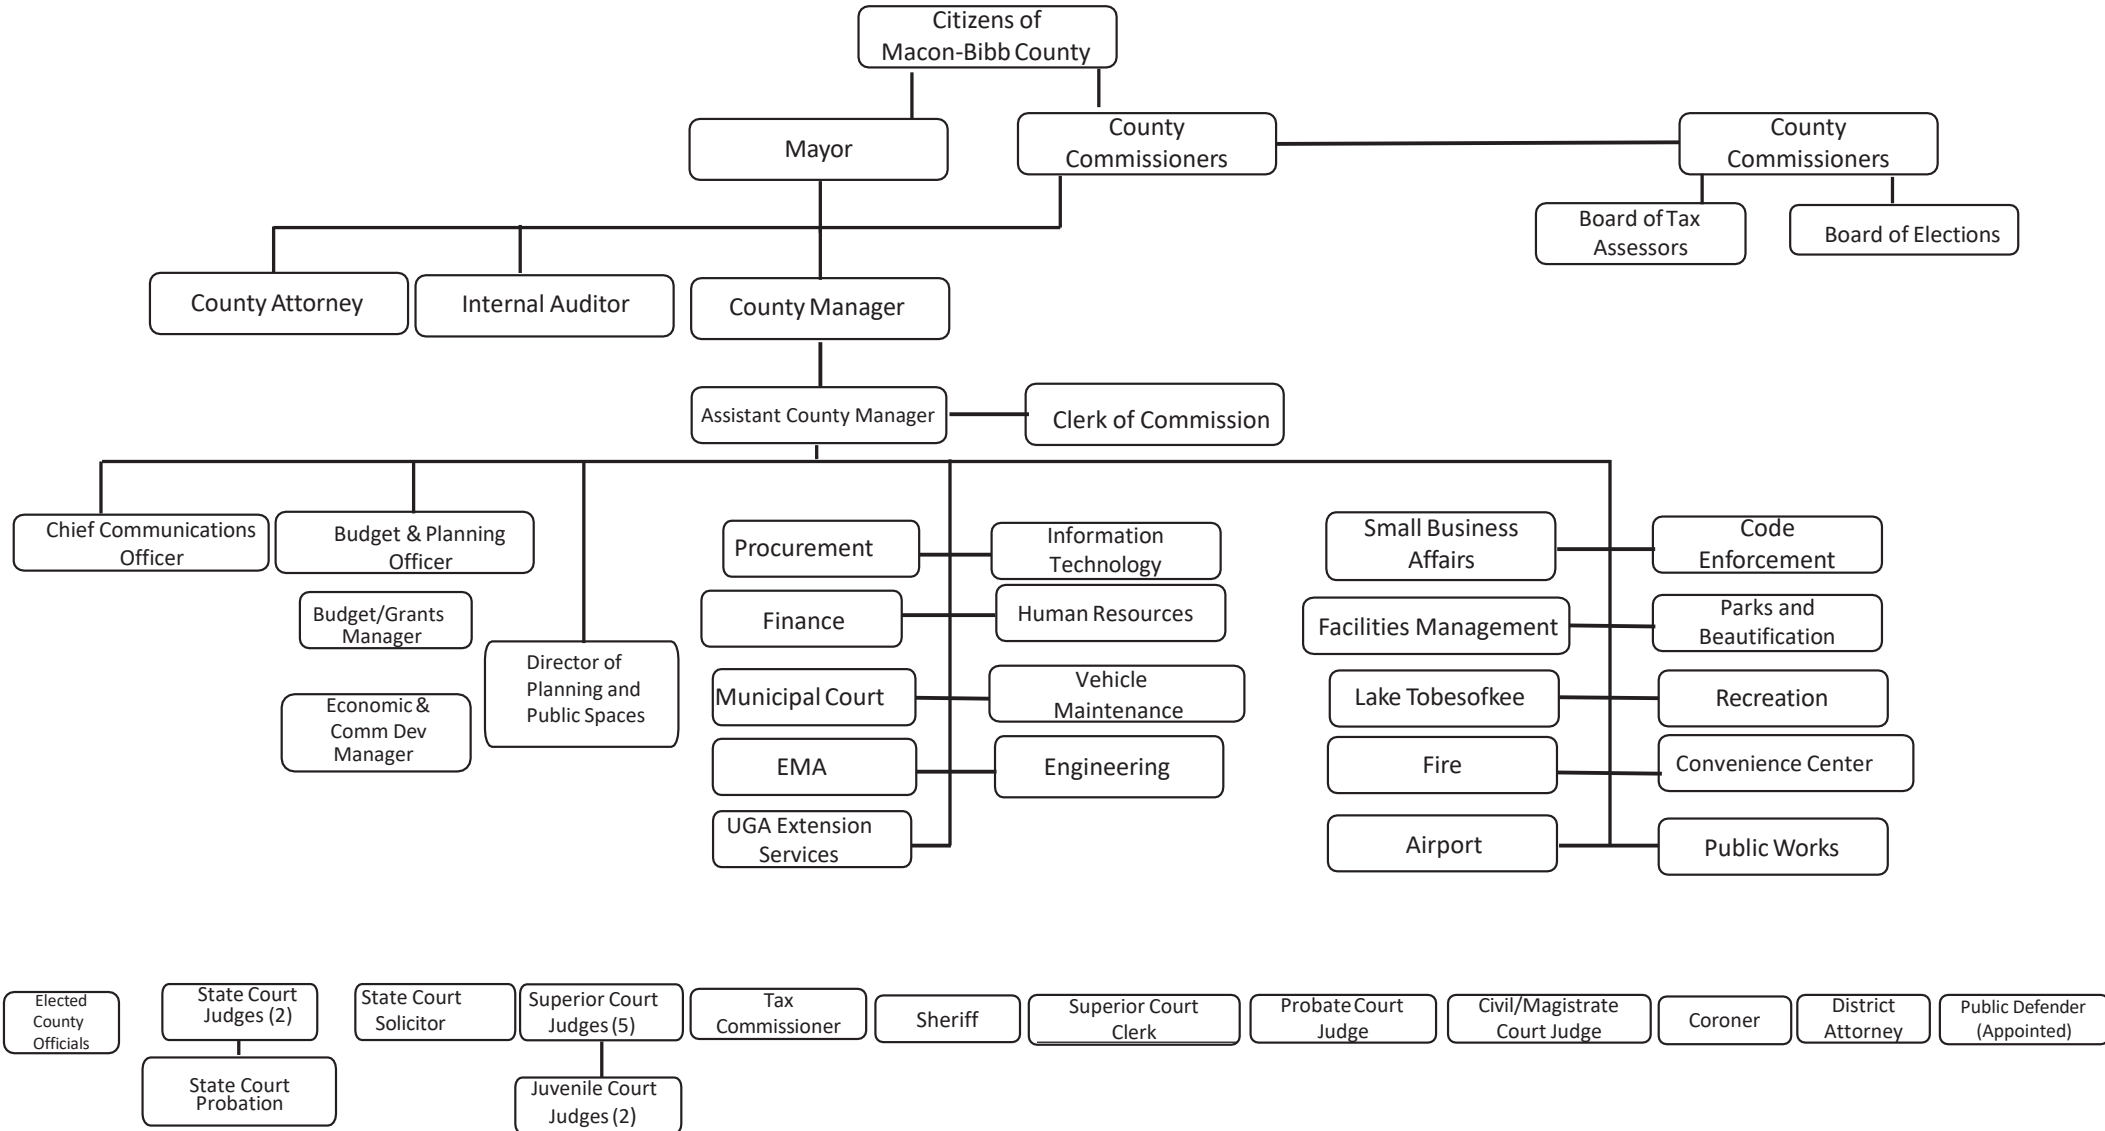 Citizens of
Macon-Bibb County
Mayor
County
Commissioners
County
Commissioners
Board of Tax
Assessors
Board of Elections
County Attorney
Internal Auditor
County Manager
Assistant County Manager
Clerk of Commission
Chief Communications
Officer
Budget & Planning
Officer
Budget/Grants
Manager
Economic &
Comm Dev
Manager
Director of
Planning and
Public Spaces
Procurement
Information
Technology
Finance
Human Resources
Municipal Court
Vehicle
Maintenance
EMA
Engineering
UGA Extension
Services
Small Business
Affairs
Code
Enforcement
Facilities Management
Parks and
Beautification
Lake Tobesofkee
Recreation
Fire
Convenience Center
Airport
Public Works
Elected
County
Officials
State Court
Judges (2)
State Court
Probation
State Court
Solicitor
Superior Court
Judges (5)
Juvenile Court
Judges (2)
Tax
Commissioner
Sheriff
Superior Court
Clerk
Probate Court
Judge
Civil/Magistrate
Court Judge
Coroner
District
Attorney
Public Defender
(Appointed)